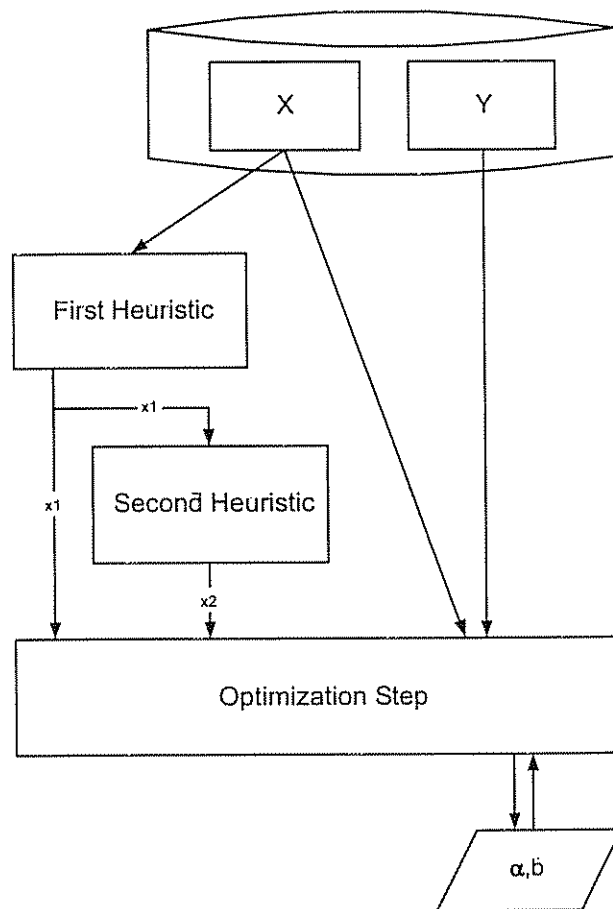 X
Y
First Heuristic
x1
x1
Second Heuristic
x2
Optimization Step
α,b